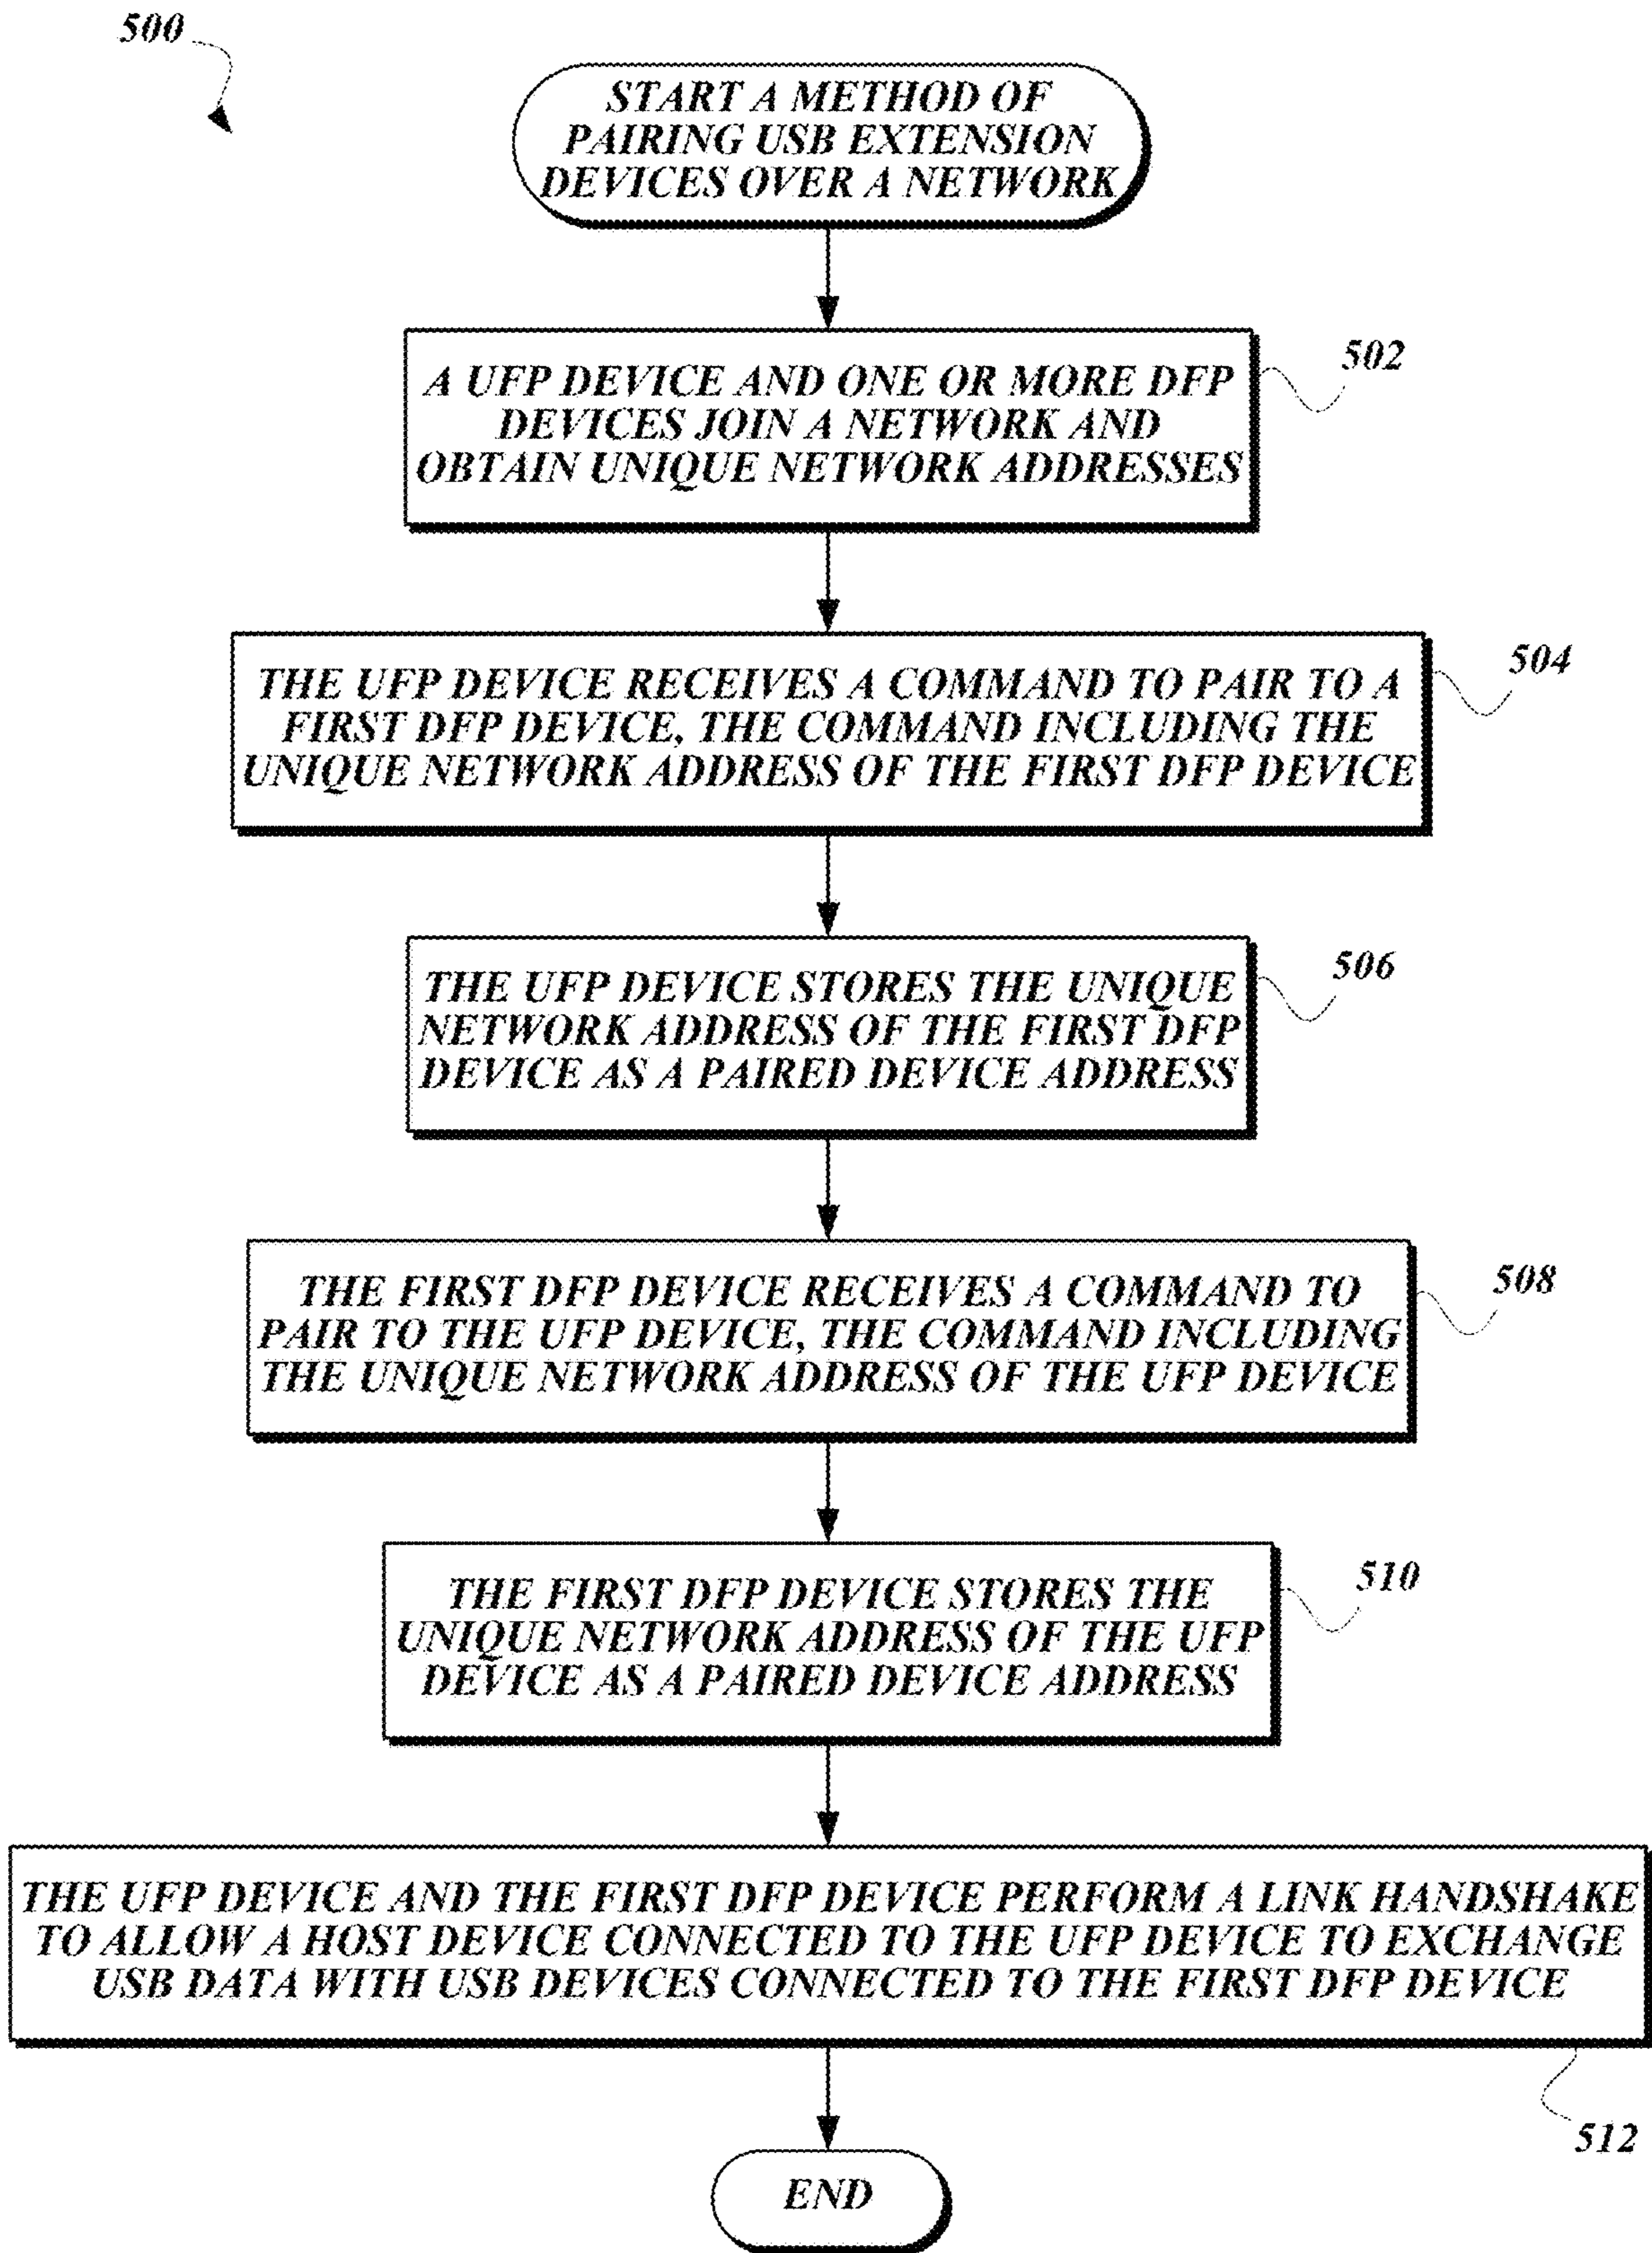 500
START A METHOD OF
PAIRING USB EXTENSION
DEVICES OVER A NETWORK
502
A UFP DEVICE AND ONE OR MORE DFP
DEVICES JOIN A NETWORK AND
OBTAIN UNIQUE NETWORK ADDRESSES
504
THE UFP DEVICE RECEIVES A COMMAND TO PAIR TO A
FIRST DFP DEVICE, THE COMMAND INCLUDING THE
UNIQUE NETWORK ADDRESS OF THE FIRST DFP DEVICE
506
THE UFP DEVICE STORES THE UNIQUE
NETWORK ADDRESS OF THE FIRST DFP
DEVICE AS A PAIRED DEVICE ADDRESS
508
THE FIRST DFP DEVICE RECEIVES A COMMAND TO
PAIR TO THE UFP DEVICE, THE COMMAND INCLUDING
THE UNIQUE NETWORK ADDRESS OF THE UFP DEVICE
510
THE FIRST DFP DEVICE STORES THE
UNIQUE NETWORK ADDRESS OF THE UFP
DEVICE AS A PAIRED DEVICE ADDRESS
THE UFP DEVICE AND THE FIRST DFP DEVICE PERFORM A LINK HANDSHAKE
TO ALLOW A HOST DEVICE CONNECTED TO THE UFP DEVICE TO EXCHANGE
USB DATA WITH USB DEVICES CONNECTED TO THE FIRST DFP DEVICE
512
END